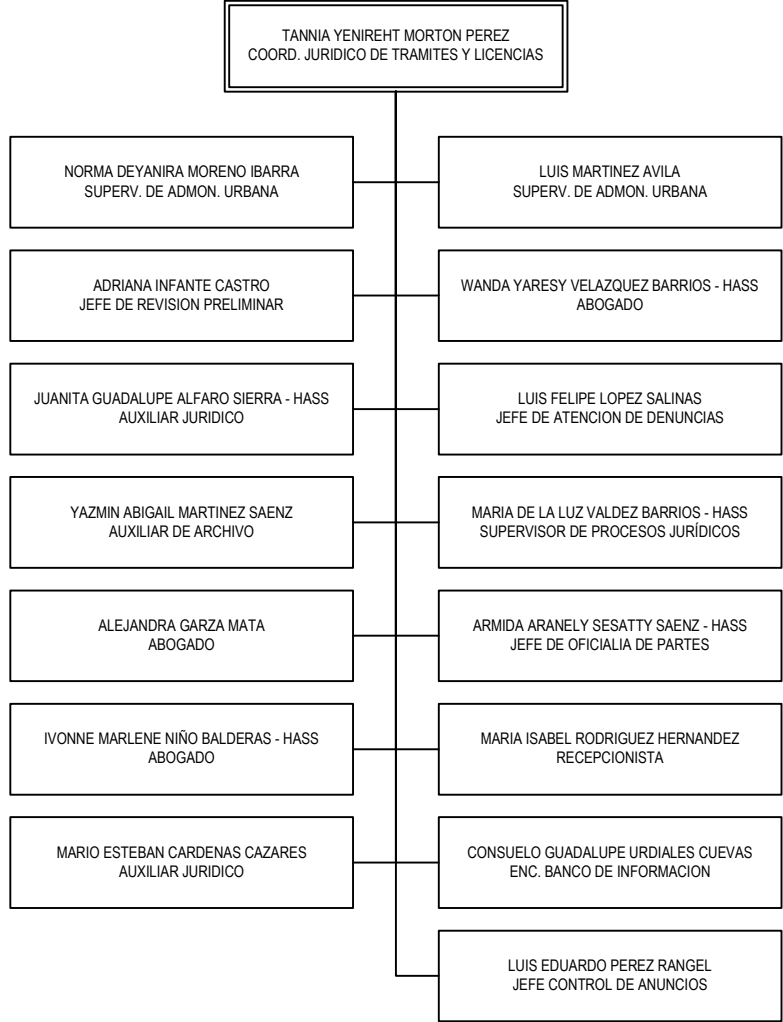 TANNIA YENIREHT MORTON PEREZ
COORD. JURIDICO DE TRAMITES Y LICENCIAS
NORMA DEYANIRA MORENO IBARRA
SUPERV. DE ADMON. URBANA
LUIS MARTINEZ AVILA
SUPERV. DE ADMON. URBANA
ADRIANA INFANTE CASTRO
JEFE DE REVISION PRELIMINAR
WANDA YARESY VELAZQUEZ BARRIOS - HASS
ABOGADO
JUANITA GUADALUPE ALFARO SIERRA - HASS
AUXILIAR JURIDICO
LUIS FELIPE LOPEZ SALINAS
JEFE DE ATENCION DE DENUNCIAS
YAZMIN ABIGAIL MARTINEZ SAENZ
AUXILIAR DE ARCHIVO
MARIA DE LA LUZ VALDEZ BARRIOS - HASS
SUPERVISOR DE PROCESOS JURÍDICOS
ALEJANDRA GARZA MATA
ABOGADO
ARMIDA ARANELY SESATTY SAENZ - HASS
JEFE DE OFICIALIA DE PARTES
IVONNE MARLENE NIÑO BALDERAS - HASS
ABOGADO
MARIA ISABEL RODRIGUEZ HERNANDEZ
RECEPCIONISTA
MARIO ESTEBAN CARDENAS CAZARES
AUXILIAR JURIDICO
CONSUELO GUADALUPE URDIALES CUEVAS
ENC. BANCO DE INFORMACION
LUIS EDUARDO PEREZ RANGEL
JEFE CONTROL DE ANUNCIOS